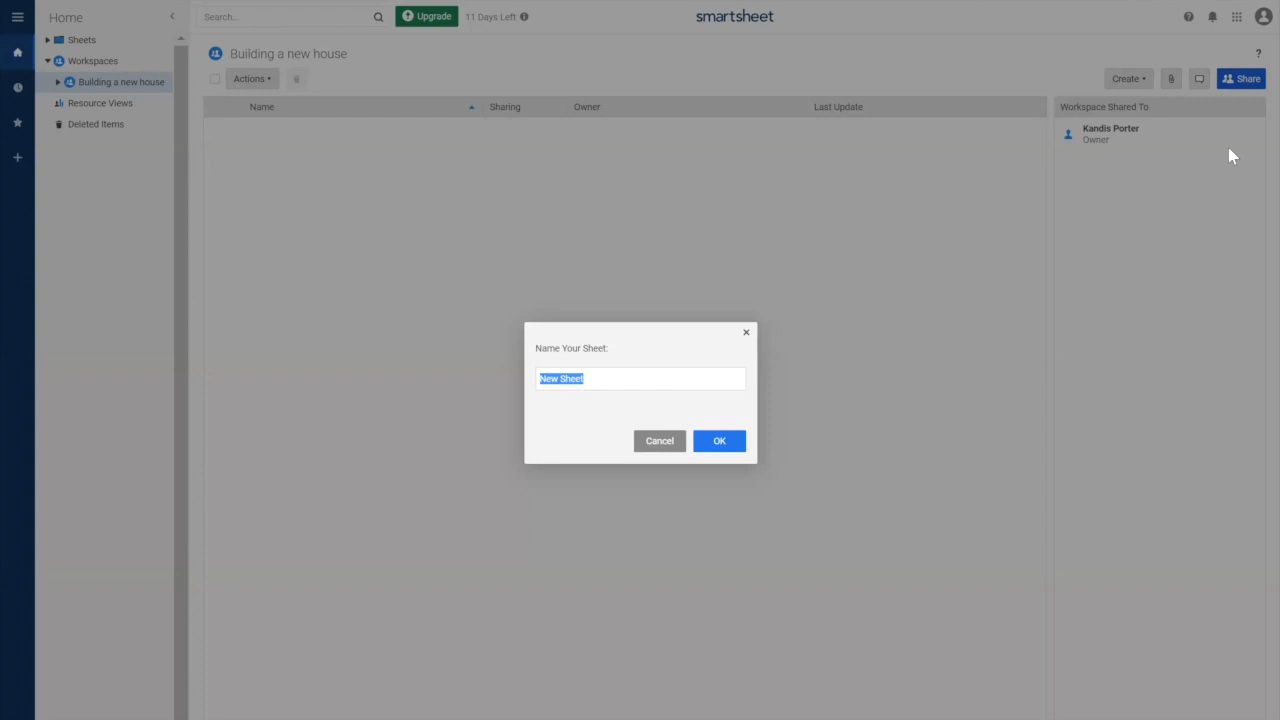 Home
Search...
Upgrade
11 Days Left
smartsheet
Sheets
Workspaces
Building a new house
Resource Views
Deleted Items
Building a new house
?
Actions
Create
Share
Name
Sharing
Owner
Last Update
Workspace Shared To
Kandis Porter
Owner
Name Your Sheet:
New Sheet
Cancel
OK